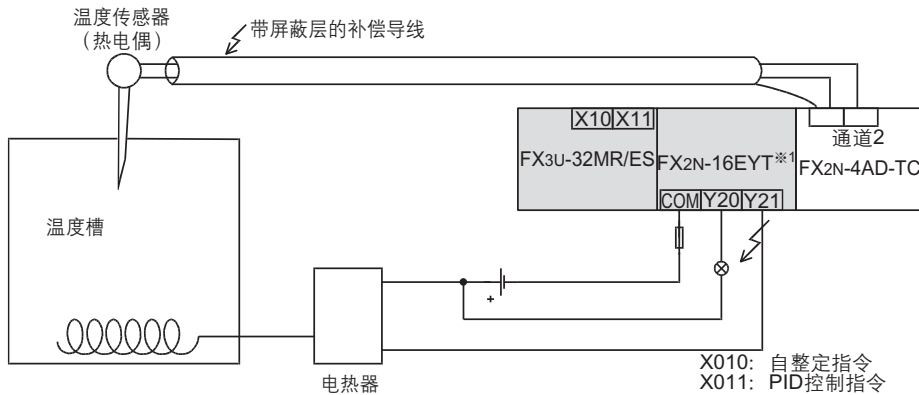 温度传感器
（热电偶）
带屏蔽层的补偿导线
X10 X11
通道2
FX3U-32MR/ES
FX2N-16EYT※1
FX2N-4AD-TC
COM Y20 Y21
温度槽
+
电热器
X010: 自整定指令
X011: PID控制指令